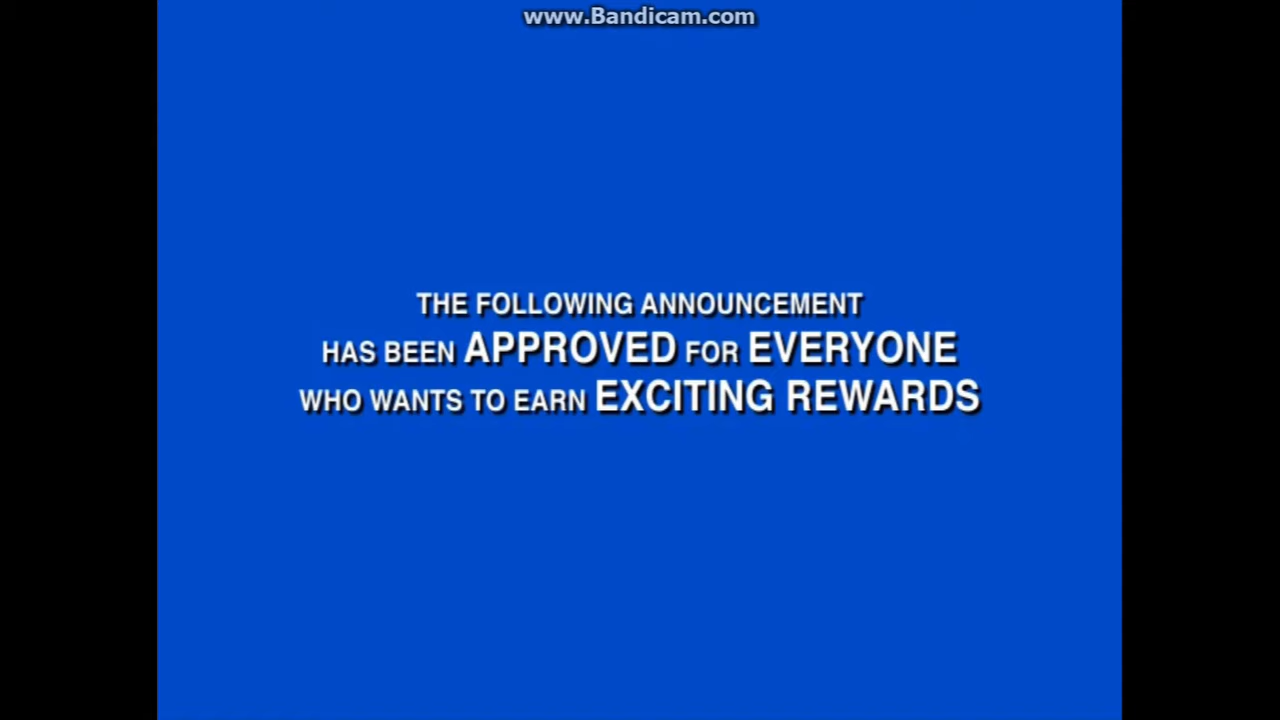 www.Bandicam.com
THE FOLLOWING ANNOUNCEMENT
HAS BEEN APPROVED FOR EVERYONE
WHO WANTS TO EARN EXCITING REWARDS